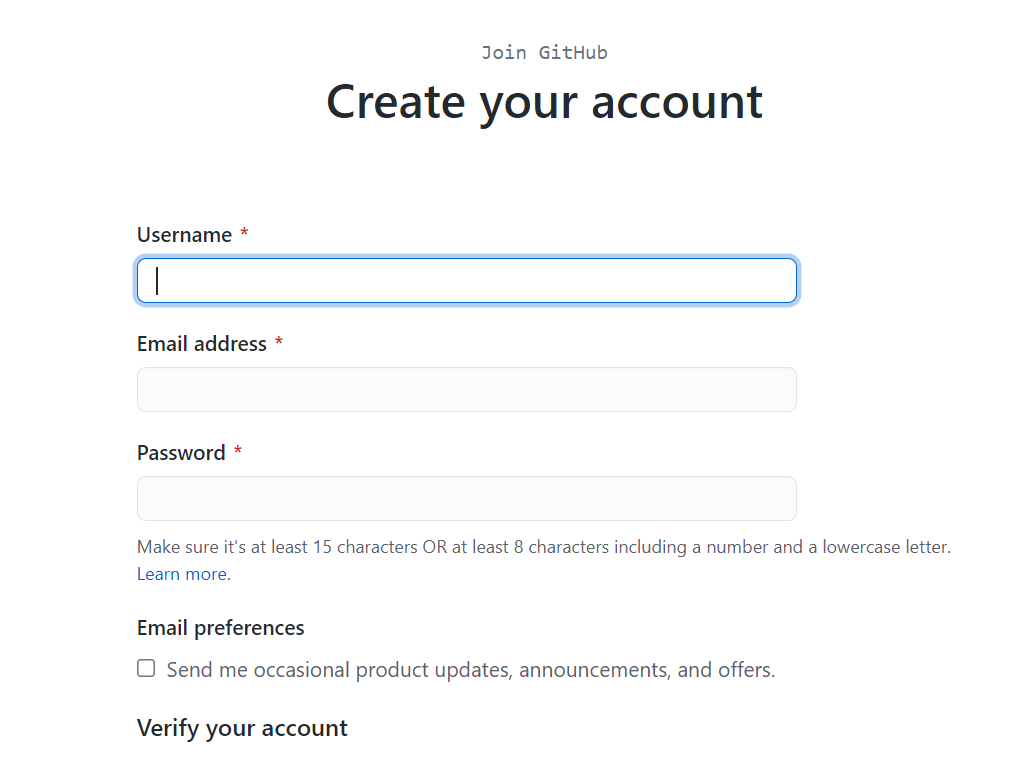 Join GitHub
Create your account
Username *
Email address *
Password *
Make sure it's at least 15 characters OR at least 8 characters including a number and a lowercase letter.
Learn more.
Email preferences
Send me occasional product updates, announcements, and offers.
Verify your account